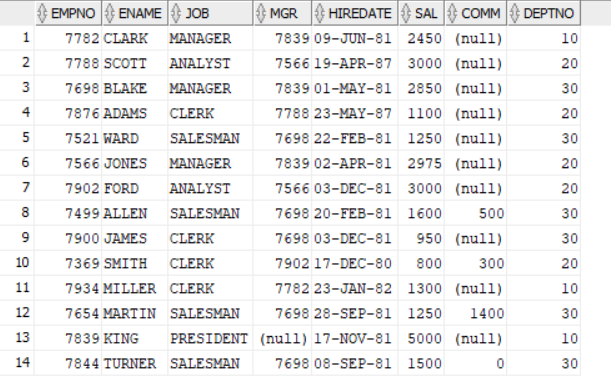 EMPNO ENAME JOB MGR HIREDATE SAL COMM DEPTNO
1 7782 CLARK MANAGER 7839 09-JUN-81 2450 (null) 10
2 7788 SCOTT ANALYST 7566 19-APR-87 3000 (null) 20
3 7698 BLAKE MANAGER 7839 01-MAY-81 2850 (null) 30
4 7876 ADAMS CLERK 7788 23-MAY-87 1100 (null) 20
5 7521 WARD SALESMAN 7698 22-FEB-81 1250 (null) 30
6 7566 JONES MANAGER 7839 02-APR-81 2975 (null) 20
7 7902 FORD ANALYST 7566 03-DEC-81 3000 (null) 20
8 7499 ALLEN SALESMAN 7698 20-FEB-81 1600 500 30
9 7900 JAMES CLERK 7698 03-DEC-81 950 (null) 30
10 7369 SMITH CLERK 7902 17-DEC-80 800 300 20
11 7934 MILLER CLERK 7782 23-JAN-82 1300 (null) 10
12 7654 MARTIN SALESMAN 7698 28-SEP-81 1250 1400 30
13 7839 KING PRESIDENT (null) 17-NOV-81 5000 (null) 10
14 7844 TURNER SALESMAN 7698 08-SEP-81 1500 0 30